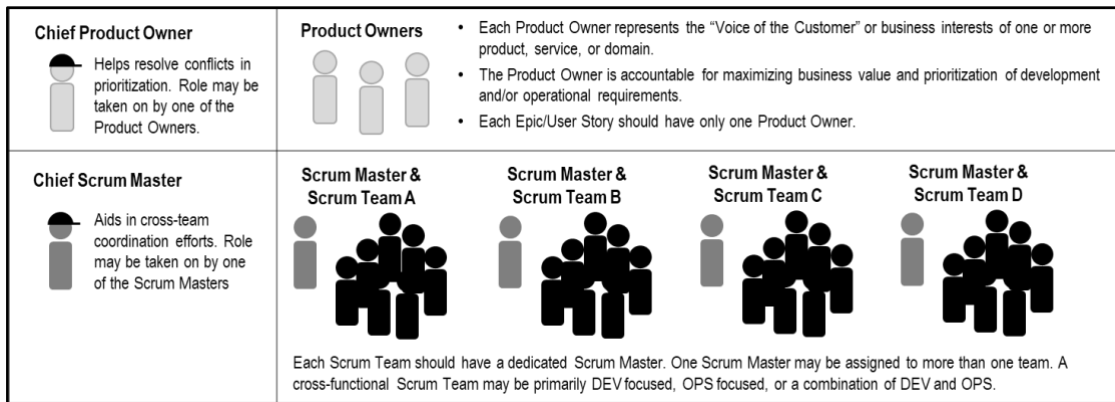 Chief Product Owner
Helps resolve conflicts in
prioritization. Role may be
taken on by one of the
Product Owners.
Product Owners
• Each Product Owner represents the “Voice of the Customer” or business interests of one or more
product, service, or domain.
• The Product Owner is accountable for maximizing business value and prioritization of development
and/or operational requirements.
• Each Epic/User Story should have only one Product Owner.
Chief Scrum Master
Aids in cross-team
coordination efforts. Role
may be taken on by one
of the Scrum Masters
Scrum Master &
Scrum Team A
Scrum Master &
Scrum Team B
Scrum Master &
Scrum Team C
Scrum Master &
Scrum Team D
Each Scrum Team should have a dedicated Scrum Master. One Scrum Master may be assigned to more than one team. A
cross-functional Scrum Team may be primarily DEV focused, OPS focused, or a combination of DEV and OPS.